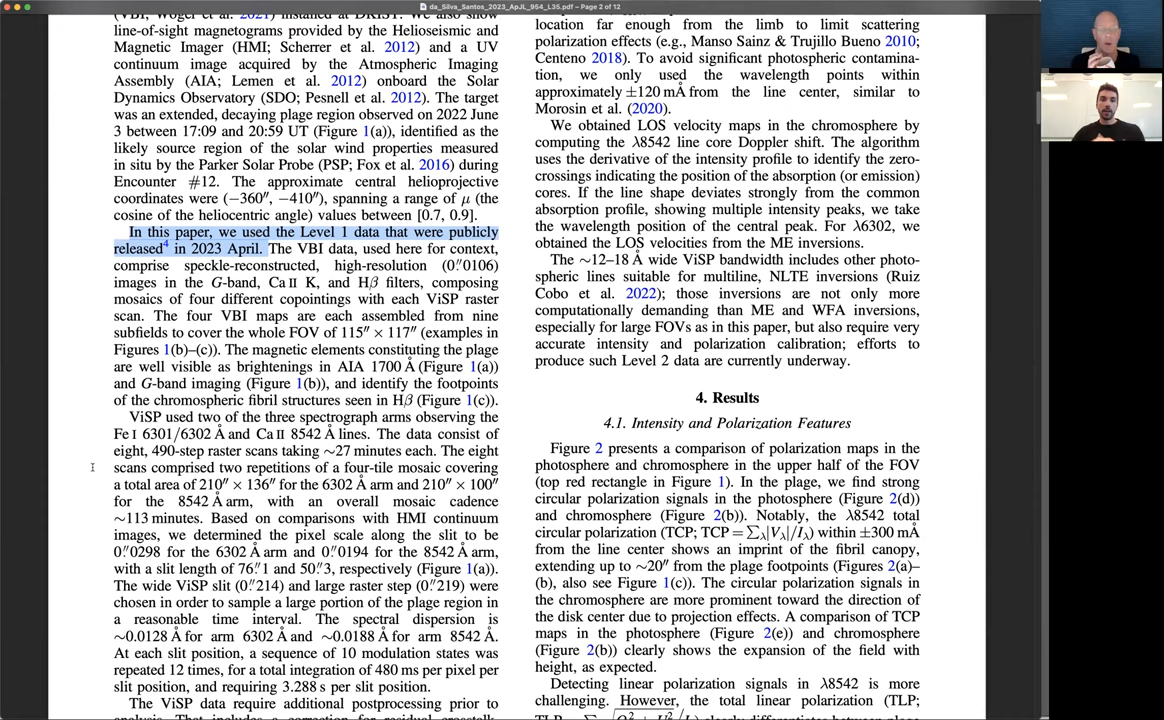 da_Silva_Santos_2023_ApJL_954_L35.pdf – Page 2 of 12
(VBI, Wöger et al. 2021) installed at DKIST. We also show
line-of-sight magnetograms provided by the Helioseismic and
Magnetic Imager (HMI; Scherrer et al. 2012) and a UV
continuum image acquired by the Atmospheric Imaging
Assembly (AIA; Lemen et al. 2012) onboard the Solar
Dynamics Observatory (SDO; Pesnell et al. 2012). The target
was an extended, decaying plage region observed on 2022 June
3 between 17:09 and 20:59 UT (Figure 1(a)), identified as the
likely source region of the solar wind properties measured
in situ by the Parker Solar Probe (PSP; Fox et al. 2016) during
Encounter #12. The approximate central helioprojective
coordinates were (−360″, −410″), spanning a range of μ (the
cosine of the heliocentric angle) values between [0.7, 0.9].
In this paper, we used the Level 1 data that were publicly
released⁴ in 2023 April. The VBI data, used here for context,
comprise speckle-reconstructed, high-resolution (0.″0106)
images in the G-band, Ca II K, and Hβ filters, composing
mosaics of four different copointings with each ViSP raster
scan. The four VBI maps are each assembled from nine
subfields to cover the whole FOV of 115″ × 117″ (examples in
Figures 1(b)–(c)). The magnetic elements constituting the plage
are well visible as brightenings in AIA 1700 Å (Figure 1(a))
and G-band imaging (Figure 1(b)), and identify the footpoints
of the chromospheric fibril structures seen in Hβ (Figure 1(c)).
ViSP used two of the three spectrograph arms observing the
Fe I 6301/6302 Å and Ca II 8542 Å lines. The data consist of
eight, 490-step raster scans taking ∼27 minutes each. The eight
scans comprised two repetitions of a four-tile mosaic covering
a total area of 210″ × 136″ for the 6302 Å arm and 210″ × 100″
for the 8542 Å arm, with an overall mosaic cadence
∼113 minutes. Based on comparisons with HMI continuum
images, we determined the pixel scale along the slit to be
0.″0298 for the 6302 Å arm and 0.″0194 for the 8542 Å arm,
with a slit length of 76.″1 and 50.″3, respectively (Figure 1(a)).
The wide ViSP slit (0.″214) and large raster step (0.″219) were
chosen in order to sample a large portion of the plage region in
a reasonable time interval. The spectral dispersion is
∼0.0128 Å for arm 6302 Å and ∼0.0188 Å for arm 8542 Å.
At each slit position, a sequence of 10 modulation states was
repeated 12 times, for a total integration of 480 ms per pixel per
slit position, and requiring 3.288 s per slit position.
The ViSP data require additional postprocessing prior to
analysis. That includes a correction for residual crosstalk
location far enough from the limb to limit scattering
polarization effects (e.g., Manso Sainz & Trujillo Bueno 2010;
Centeno 2018). To avoid significant photospheric contamina-
tion, we only used the wavelength points within
approximately ±120 mÅ from the line center, similar to
Morosin et al. (2020).
We obtained LOS velocity maps in the chromosphere by
computing the λ8542 line core Doppler shift. The algorithm
uses the derivative of the intensity profile to identify the zero-
crossings indicating the position of the absorption (or emission)
cores. If the line shape deviates strongly from the common
absorption profile, showing multiple intensity peaks, we take
the wavelength position of the central peak. For λ6302, we
obtained the LOS velocities from the ME inversions.
The ∼12–18 Å wide ViSP bandwidth includes other photo-
spheric lines suitable for multiline, NLTE inversions (Ruiz
Cobo et al. 2022); those inversions are not only more
computationally demanding than ME and WFA inversions,
especially for large FOVs as in this paper, but also require very
accurate intensity and polarization calibration; efforts to
produce such Level 2 data are currently underway.
4. Results
4.1. Intensity and Polarization Features
Figure 2 presents a comparison of polarization maps in the
photosphere and chromosphere in the upper half of the FOV
(top red rectangle in Figure 1). In the plage, we find strong
circular polarization signals in the photosphere (Figure 2(d))
and chromosphere (Figure 2(b)). Notably, the λ8542 total
circular polarization (TCP; TCP = ∑λ|Vλ|/Iλ) within ±300 mÅ
from the line center shows an imprint of the fibril canopy,
extending up to ∼20″ from the plage footpoints (Figures 2(a)–
(b), also see Figure 1(c)). The circular polarization signals in
the chromosphere are more prominent toward the direction of
the disk center due to projection effects. A comparison of TCP
maps in the photosphere (Figure 2(e)) and chromosphere
(Figure 2(b)) clearly shows the expansion of the field with
height, as expected.
Detecting linear polarization signals in λ8542 is more
challenging. However, the total linear polarization (TLP;